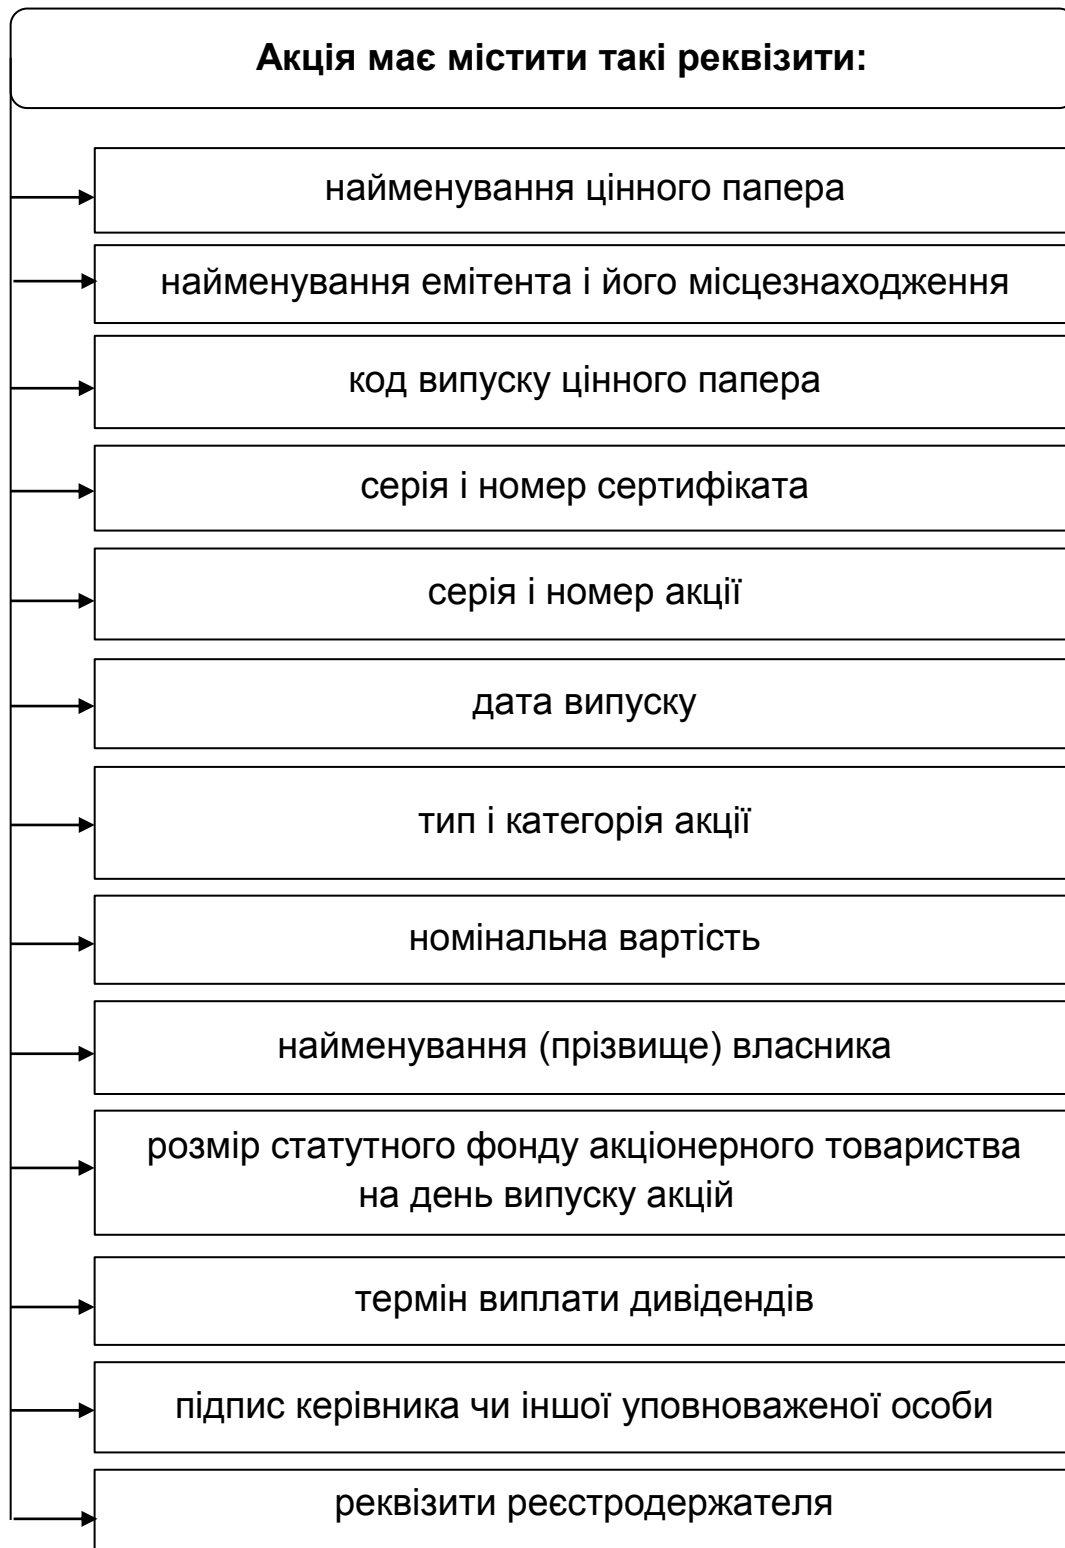 Акція має містити такі реквізити:
найменування цінного папера
найменування емітента і його місцезнаходження
код випуску цінного папера
серія і номер сертифіката
серія і номер акції
дата випуску
тип і категорія акції
номінальна вартість
найменування (прізвище) власника
розмір статутного фонду акціонерного товариства
на день випуску акцій
термін виплати дивідендів
підпис керівника чи іншої уповноваженої особи
реквізити реєстродержателя